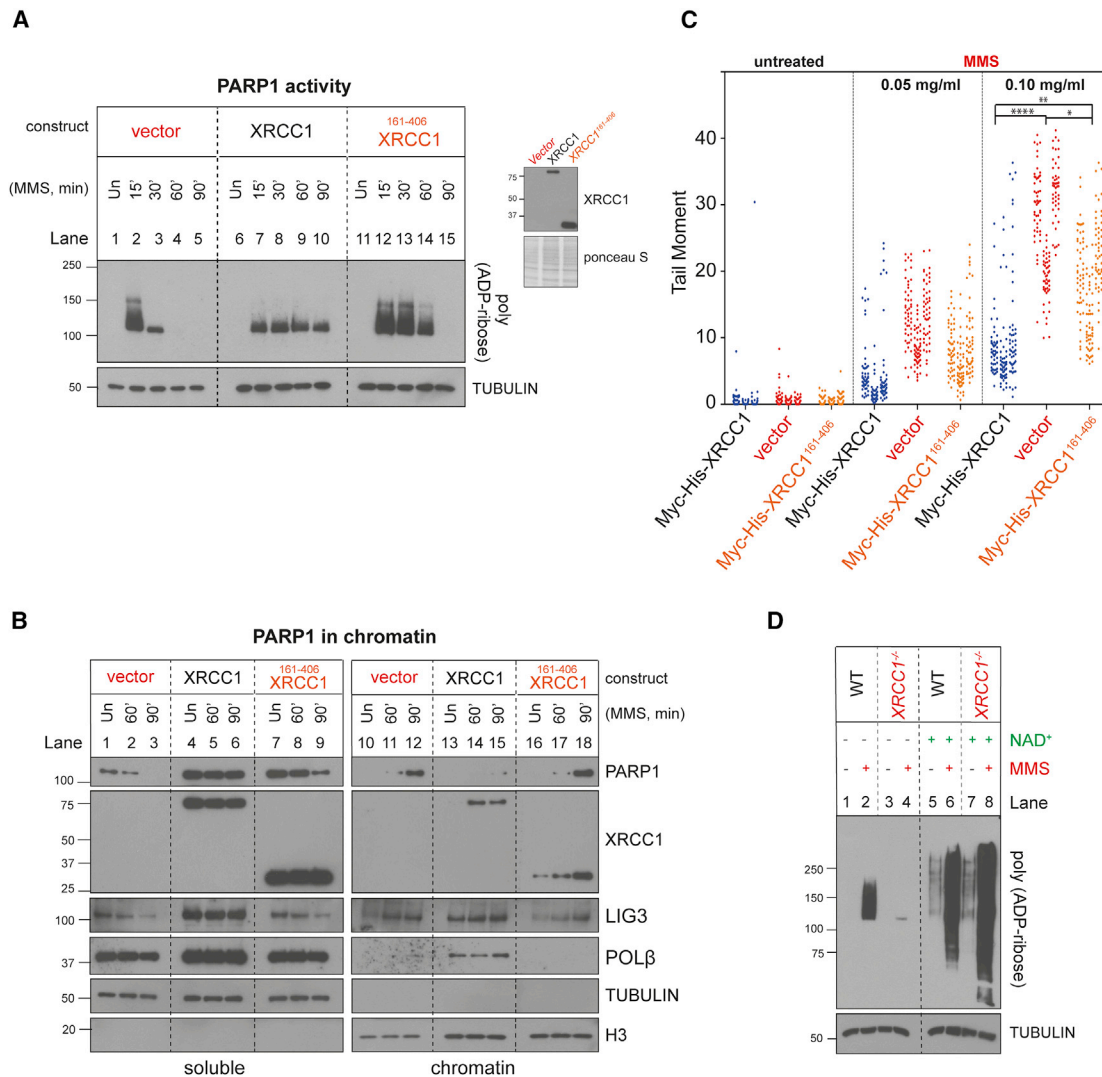 A
PARP1 activity
construct vector XRCC1 161-406XRCC1
(MMS, min) Un 15' 30' 60' 90' Un 15' 30' 60' 90' Un 15' 30' 60' 90'
Lane 1 2 3 4 5 6 7 8 9 10 11 12 13 14 15
250
150
100
poly (ADP-ribose)
50
TUBULIN
Vector XRCC1 XRCC1161-406
75
50
37
XRCC1
ponceau S
C
untreated MMS
0.05 mg/ml 0.10 mg/ml
**
**** *
Tail Moment
40
30
20
10
0
Myc-His-XRCC1 vector Myc-His-XRCC1161-406 Myc-His-XRCC1 vector Myc-His-XRCC1161-406 Myc-His-XRCC1 vector Myc-His-XRCC1161-406
B
PARP1 in chromatin
vector XRCC1 161-406XRCC1 vector XRCC1 161-406XRCC1 construct
Un 60' 90' Un 60' 90' Un 60' 90' Un 60' 90' Un 60' 90' Un 60' 90' (MMS, min)
Lane 1 2 3 4 5 6 7 8 9 10 11 12 13 14 15 16 17 18
100 PARP1
75
50
37
25
XRCC1
100 LIG3
37 POLβ
50 TUBULIN
20 H3
soluble chromatin
D
WT XRCC1-/- WT XRCC1-/-
- - - - + + + + NAD+
- + - + - + - + MMS
1 2 3 4 5 6 7 8 Lane
250
150
100
75
poly (ADP-ribose)
50 TUBULIN